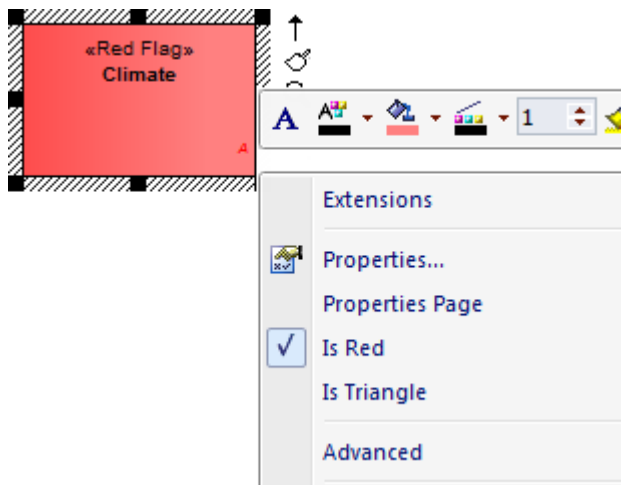 «Red Flag»
Climate
A
A A 1
Extensions
Properties...
Properties Page
Is Red
Is Triangle
Advanced